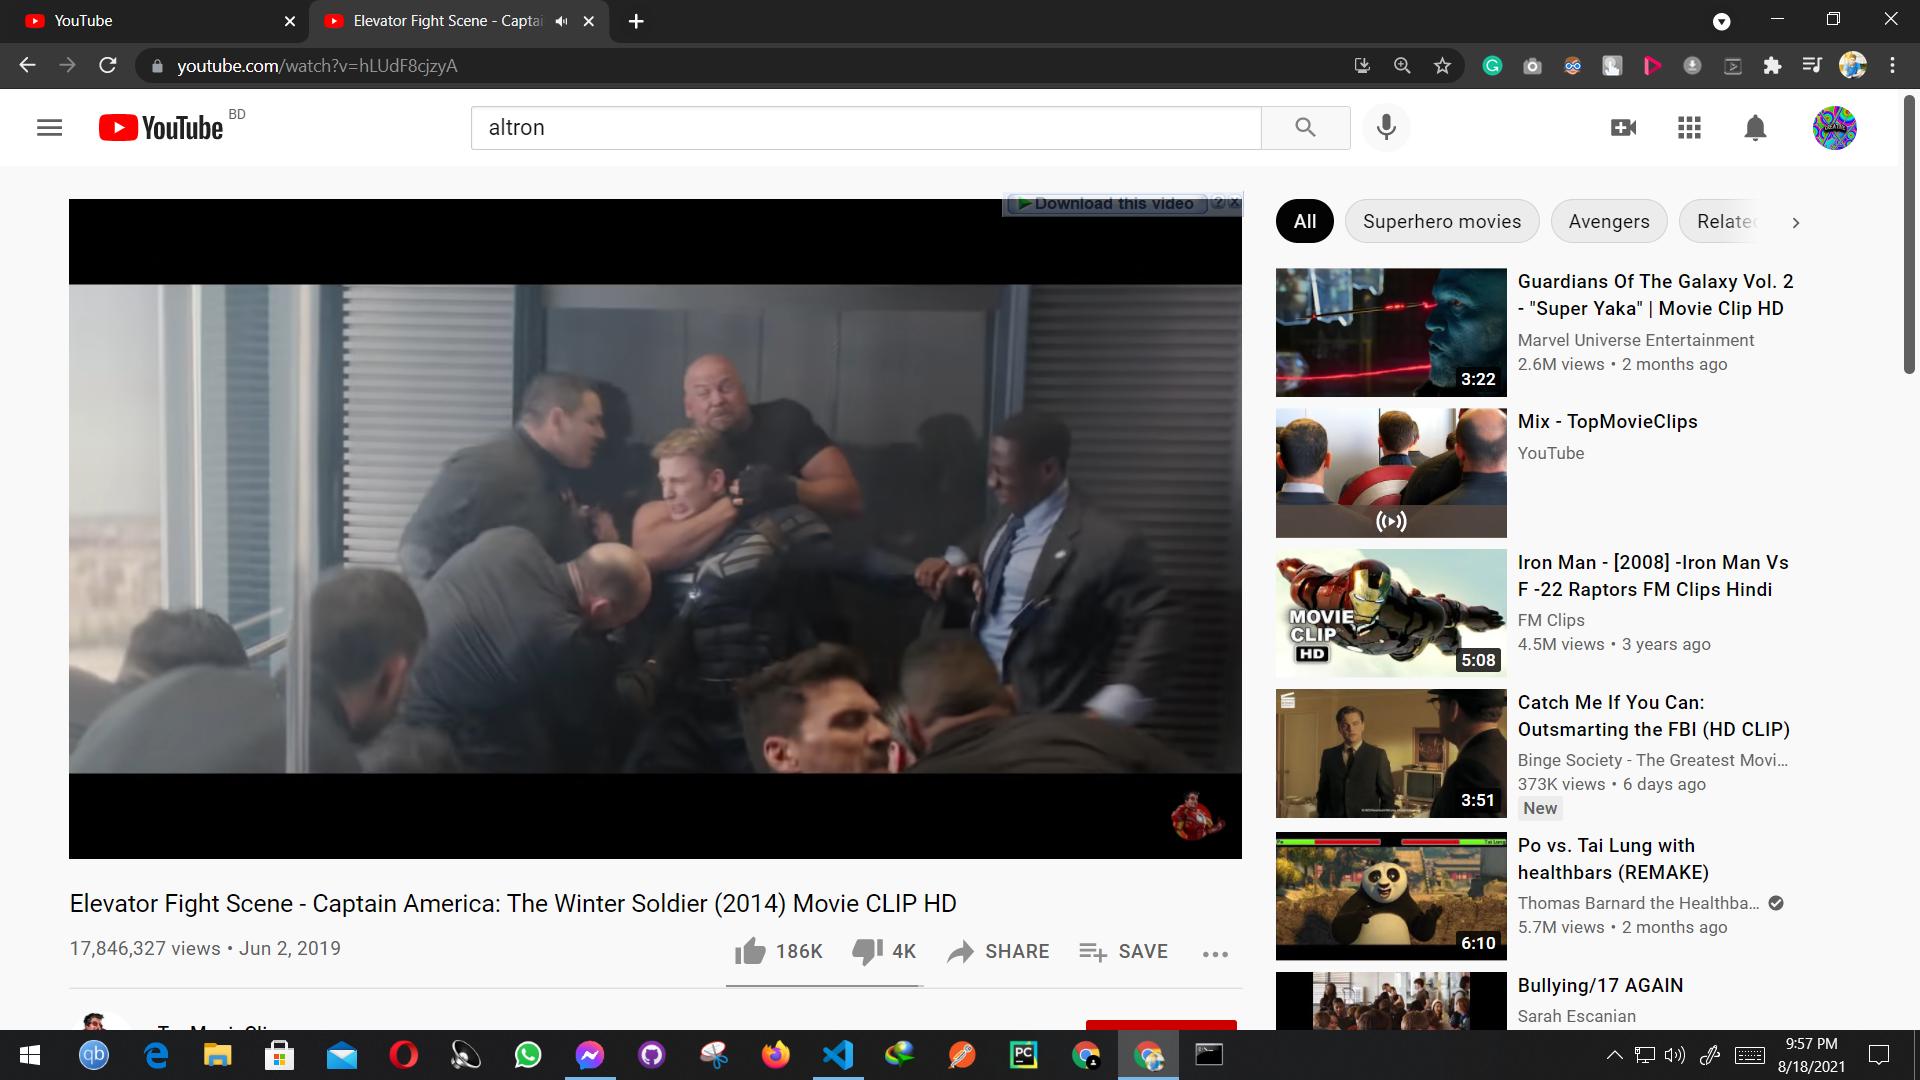 YouTube
Elevator Fight Scene - Capta
youtube.com/watch?v=hLUdF8cjzyA
YouTube BD
altron
Download this video
All
Superhero movies
Avengers
Related
Guardians Of The Galaxy Vol. 2
- "Super Yaka" | Movie Clip HD
Marvel Universe Entertainment
2.6M views • 2 months ago
3:22
Mix - TopMovieClips
YouTube
Iron Man - [2008] -Iron Man Vs
F -22 Raptors FM Clips Hindi
FM Clips
4.5M views • 3 years ago
MOVIE
CLIP
HD
5:08
Catch Me If You Can:
Outsmarting the FBI (HD CLIP)
Binge Society - The Greatest Movi...
373K views • 6 days ago
New
3:51
Po vs. Tai Lung with
healthbars (REMAKE)
Thomas Barnard the Healthba...
5.7M views • 2 months ago
6:10
Bullying/17 AGAIN
Sarah Escanian
Elevator Fight Scene - Captain America: The Winter Soldier (2014) Movie CLIP HD
17,846,327 views • Jun 2, 2019
186K
4K
SHARE
SAVE
qb
PC
9:57 PM
8/18/2021